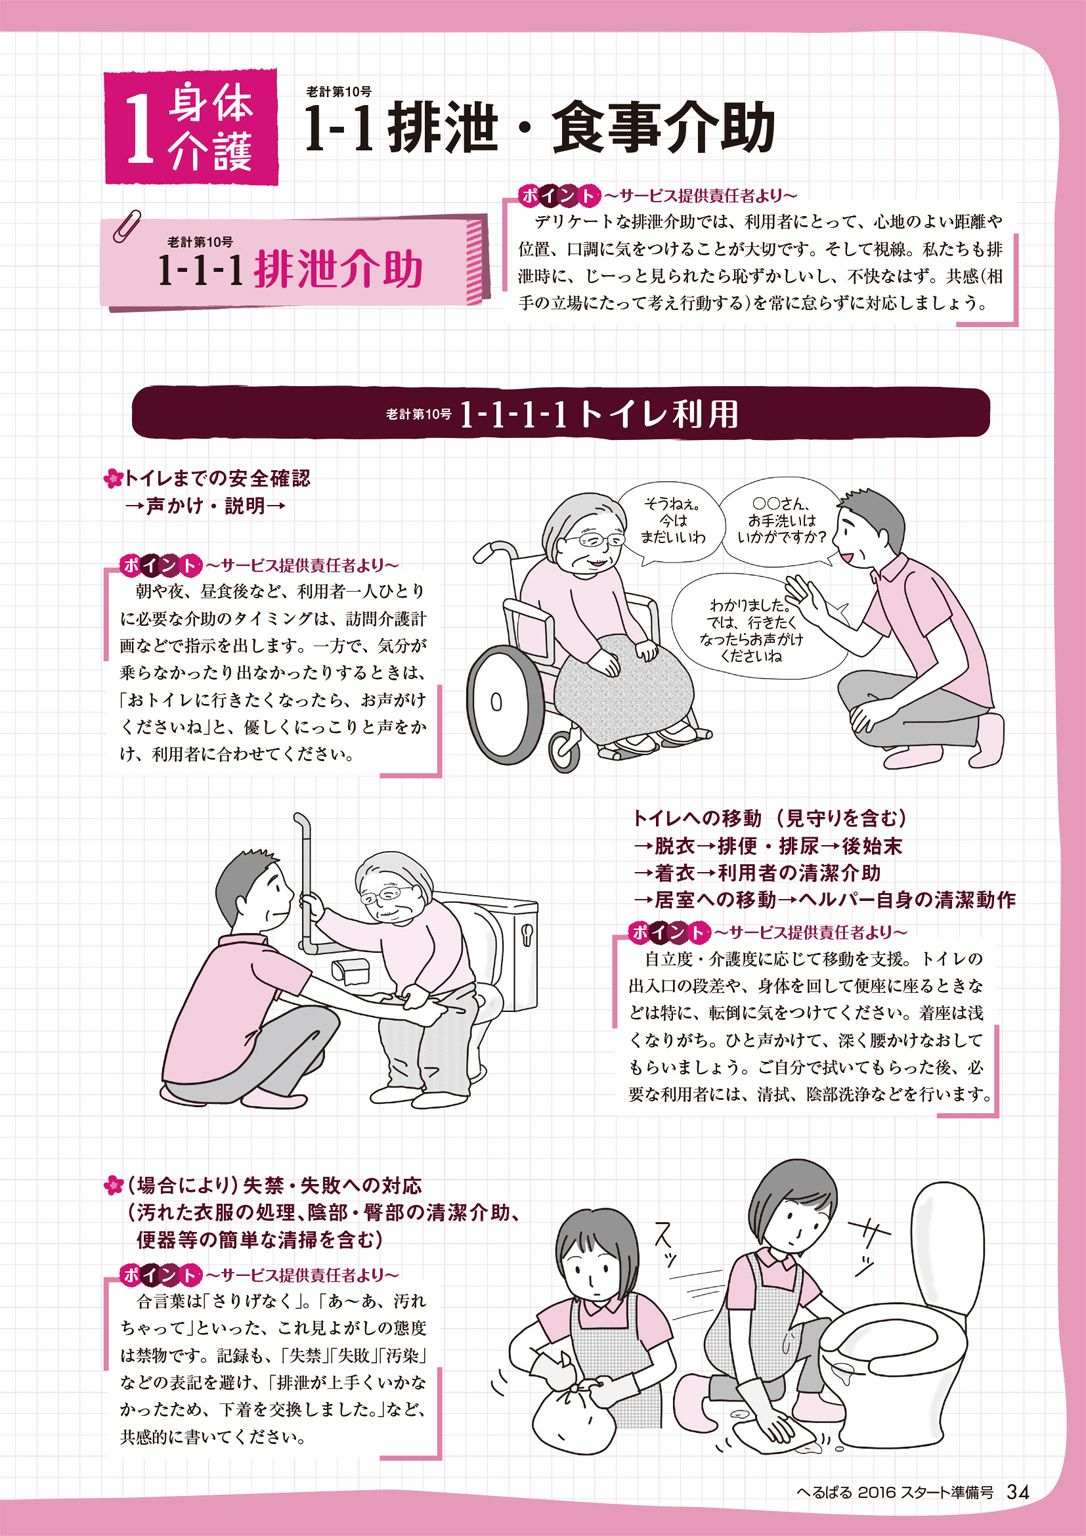 1 身体
介護
老計第10号
1-1 排泄・食事介助
老計第10号
1-1-1 排泄介助
ポイント ～サービス提供責任者より～
デリケートな排泄介助では、利用者にとって、心地のよい距離や
位置、口調に気をつけることが大切です。そして視線。私たちも排
泄時に、じーっと見られたら恥ずかしいし、不快なはず。共感（相
手の立場にたって考え行動する）を常に怠らずに対応しましょう。
老計第10号 1-1-1-1 トイレ利用
トイレまでの安全確認
→声かけ・説明→
ポイント ～サービス提供責任者より～
朝や夜、昼食後など、利用者一人ひとり
に必要な介助のタイミングは、訪問介護計
画などで指示を出します。一方で、気分が
乗らなかったり出なかったりするときは、
「おトイレに行きたくなったら、お声がけ
くださいね」と、優しくにっこりと声をか
け、利用者に合わせてください。
そうねぇ。
今は
まだいいわ
〇〇さん、
お手洗いは
いかがですか？
わかりました。
では、行きたく
なったらお声がけ
くださいね
トイレへの移動 （見守りを含む）
→脱衣→排便・排尿→後始末
→着衣→利用者の清潔介助
→居室への移動→ヘルパー自身の清潔動作
ポイント ～サービス提供責任者より～
自立度・介護度に応じて移動を支援。トイレの
出入口の段差や、身体を回して便座に座るときな
どは特に、転倒に気をつけてください。着座は浅
くなりがち。ひと声かけて、深く腰かけなおして
もらいましょう。ご自分で拭いてもらった後、必
要な利用者には、清拭、陰部洗浄などを行います。
（場合により）失禁・失敗への対応
（汚れた衣服の処理、陰部・臀部の清潔介助、
便器等の簡単な清掃を含む）
ポイント ～サービス提供責任者より～
合言葉は「さりげなく」。「あ～あ、汚れ
ちゃって」といった、これ見よがしの態度
は禁物です。記録も、「失禁」「失敗」「汚染」
などの表記を避け、「排泄が上手くいかな
かったため、下着を交換しました。」など、
共感的に書いてください。
スッ
サッ
へるぱる 2016 スタート準備号 34